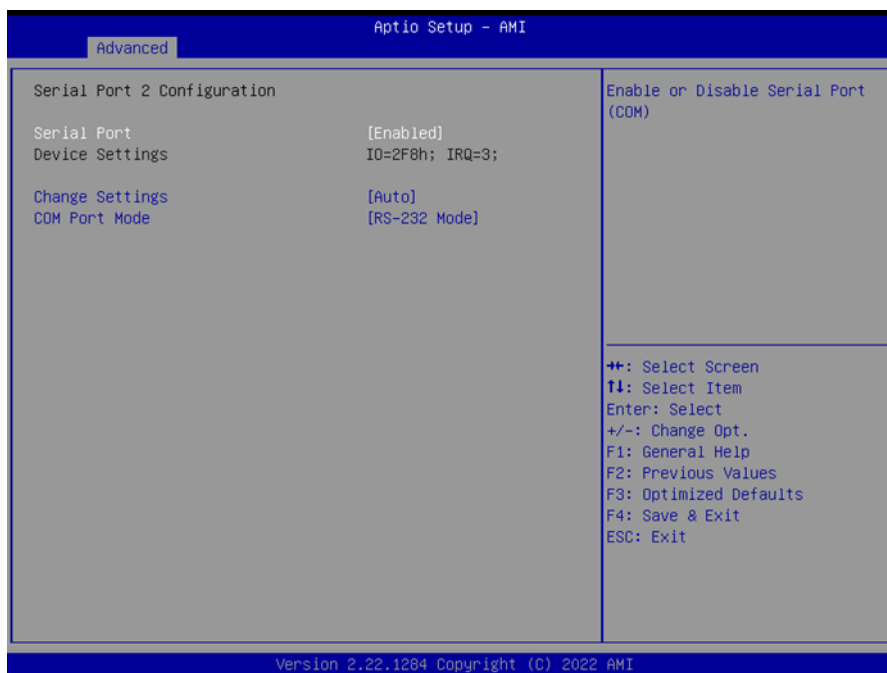 Aptio Setup – AMI
Advanced
Serial Port 2 Configuration
Serial Port [Enabled]
Device Settings IO=2F8h; IRQ=3;
Change Settings [Auto]
COM Port Mode [RS-232 Mode]
Enable or Disable Serial Port
(COM)
→←: Select Screen
↑↓: Select Item
Enter: Select
+/-: Change Opt.
F1: General Help
F2: Previous Values
F3: Optimized Defaults
F4: Save & Exit
ESC: Exit
Version 2.22.1284 Copyright (C) 2022 AMI